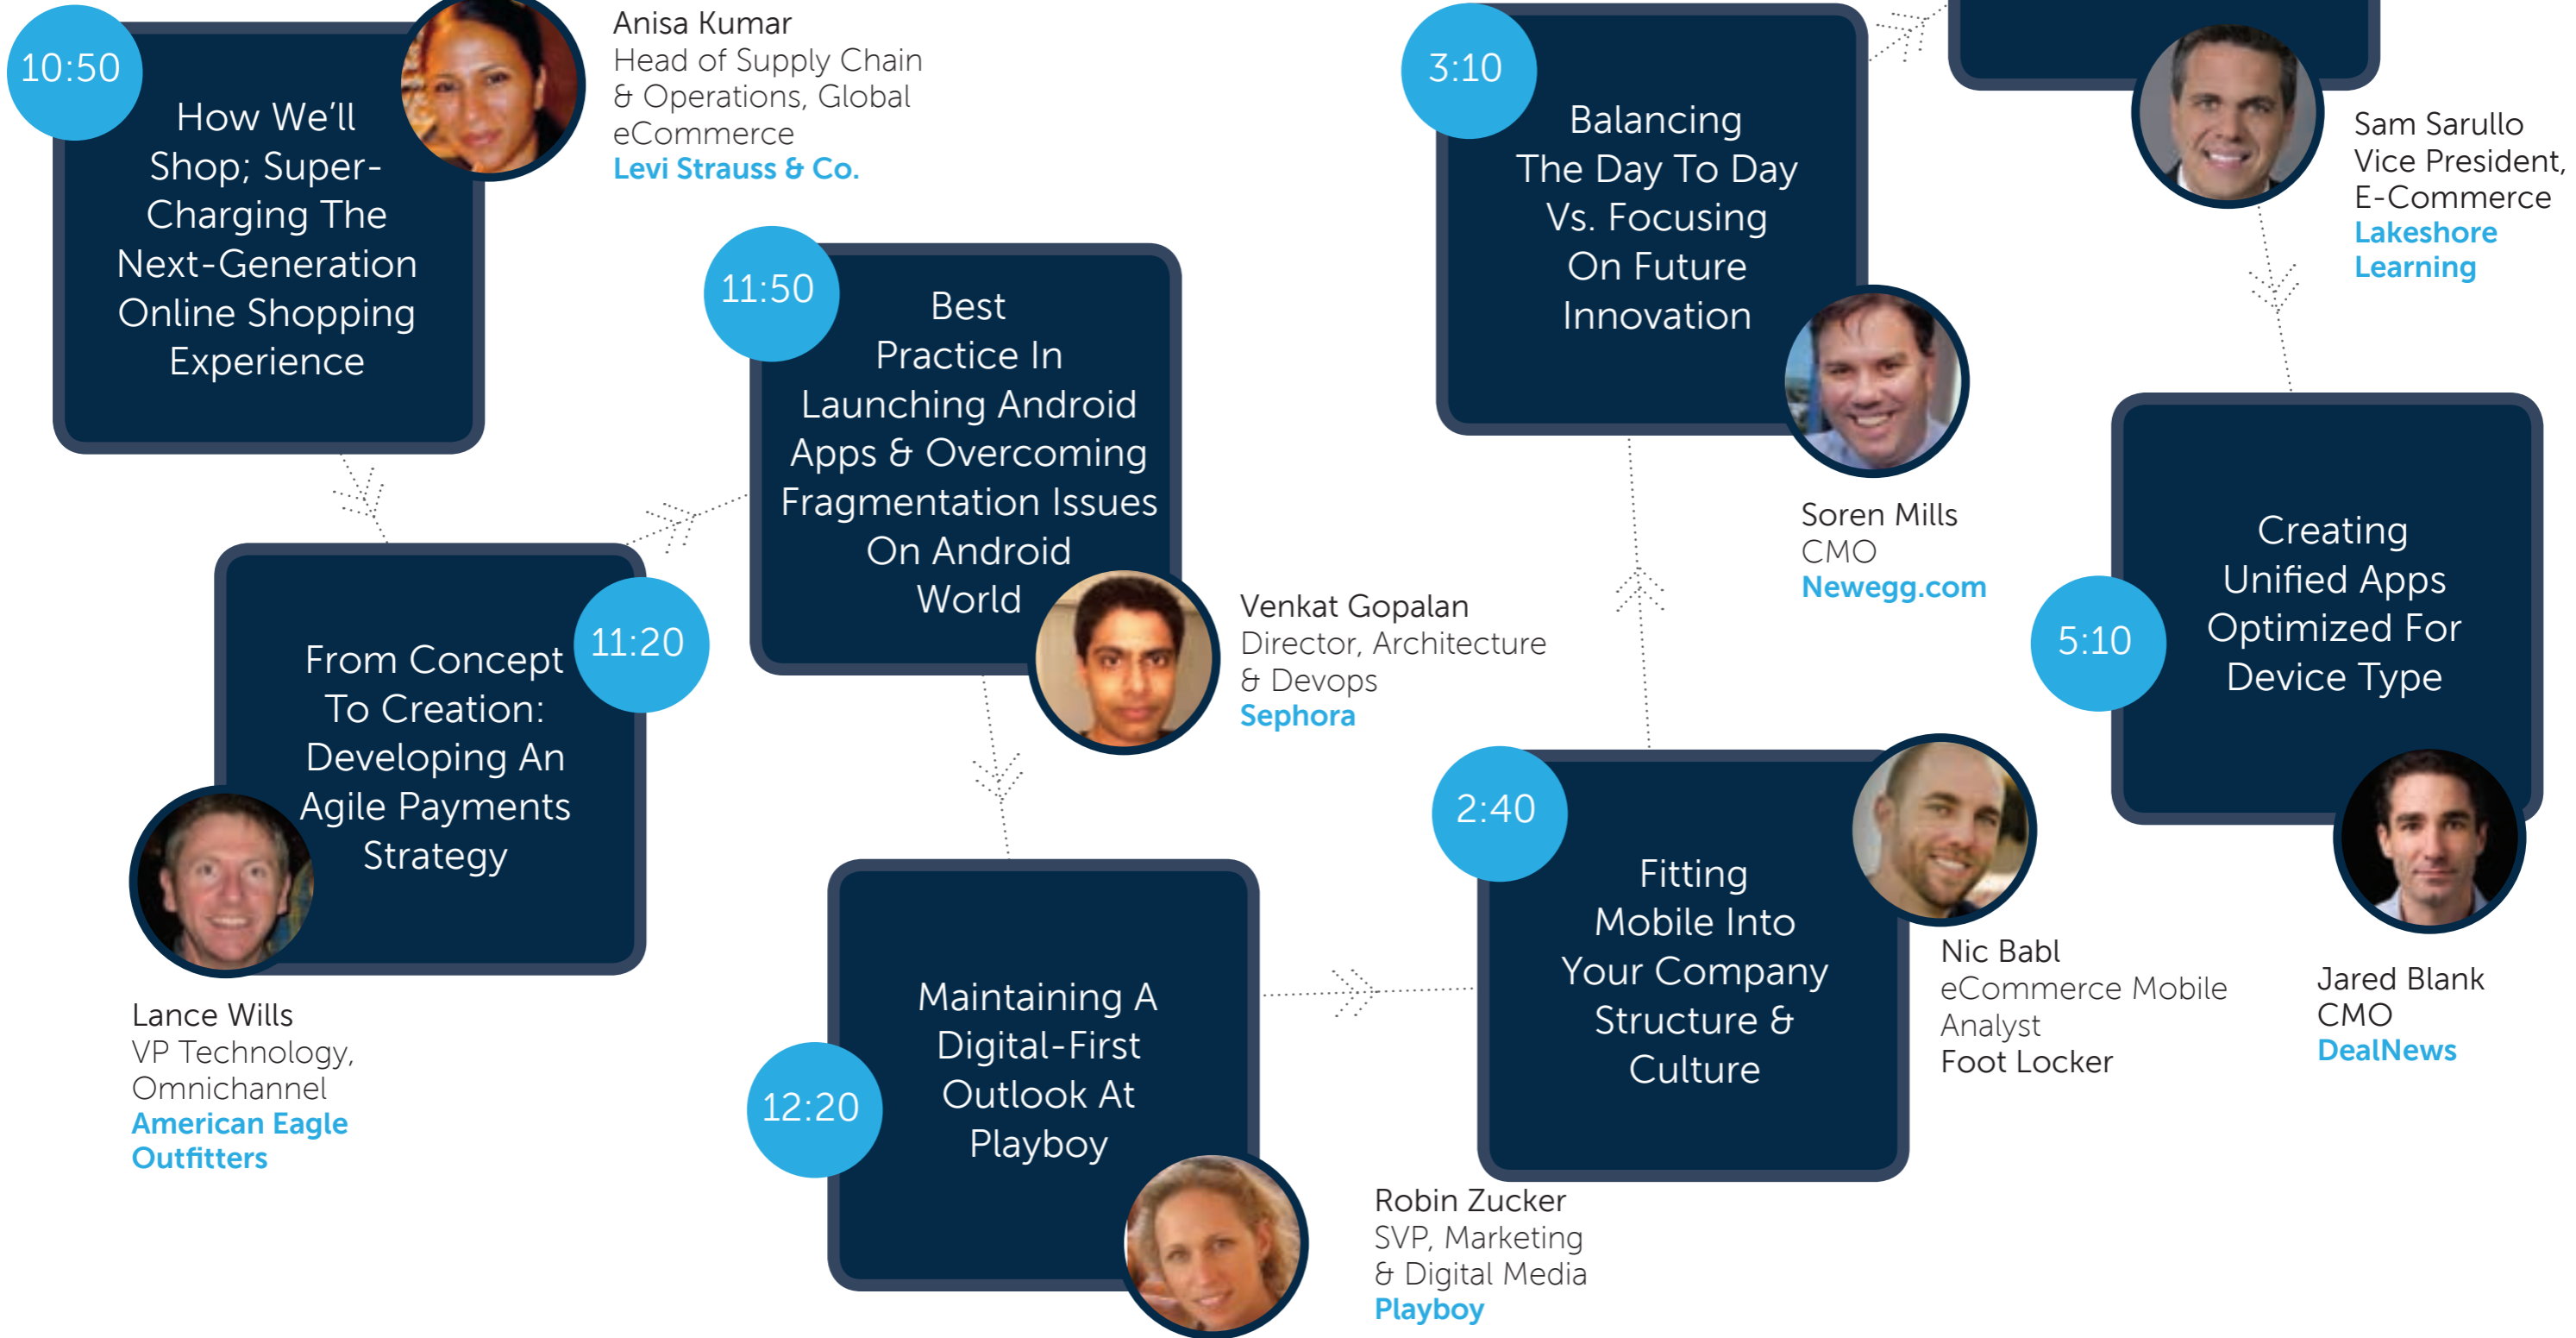 10:50
How We'll
Shop; Super-
Charging The
Next-Generation
Online Shopping
Experience
Anisa Kumar
Head of Supply Chain
& Operations, Global
eCommerce
Levi Strauss & Co.
11:20
From Concept
To Creation:
Developing An
Agile Payments
Strategy
Lance Wills
VP Technology,
Omnichannel
American Eagle
Outfitters
11:50
Best
Practice In
Launching Android
Apps & Overcoming
Fragmentation Issues
On Android
World
Venkat Gopalan
Director, Architecture
& Devops
Sephora
12:20
Maintaining A
Digital-First
Outlook At
Playboy
Robin Zucker
SVP, Marketing
& Digital Media
Playboy
2:40
Fitting
Mobile Into
Your Company
Structure &
Culture
Nic Babl
eCommerce Mobile
Analyst
Foot Locker
3:10
Balancing
The Day To Day
Vs. Focusing
On Future
Innovation
Soren Mills
CMO
Newegg.com
Sam Sarullo
Vice President,
E-Commerce
Lakeshore
Learning
5:10
Creating
Unified Apps
Optimized For
Device Type
Jared Blank
CMO
DealNews